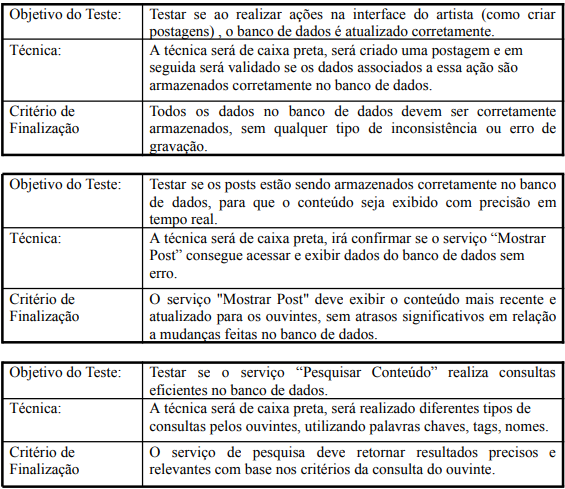 Objetivo do Teste: Testar se ao realizar ações na interface do artista (como criar
postagens) , o banco de dados é atualizado corretamente.
Técnica: A técnica será de caixa preta, será criado uma postagem e em
seguida será validado se os dados associados a essa ação são
armazenados corretamente no banco de dados.
Critério de Todos os dados no banco de dados devem ser corretamente
Finalização armazenados, sem qualquer tipo de inconsistência ou erro de
gravação.
Objetivo do Teste: Testar se os posts estão sendo armazenados corretamente no banco
de dados, para que o conteúdo seja exibido com precisão em
tempo real.
Técnica: A técnica será de caixa preta, irá confirmar se o serviço “Mostrar
Post” consegue acessar e exibir dados do banco de dados sem
erro.
Critério de O serviço "Mostrar Post" deve exibir o conteúdo mais recente e
Finalização atualizado para os ouvintes, sem atrasos significativos em relação
a mudanças feitas no banco de dados.
Objetivo do Teste: Testar se o serviço “Pesquisar Conteúdo” realiza consultas
eficientes no banco de dados.
Técnica: A técnica será de caixa preta, será realizado diferentes tipos de
consultas pelos ouvintes, utilizando palavras chaves, tags, nomes.
Critério de O serviço de pesquisa deve retornar resultados precisos e
Finalização relevantes com base nos critérios da consulta do ouvinte.